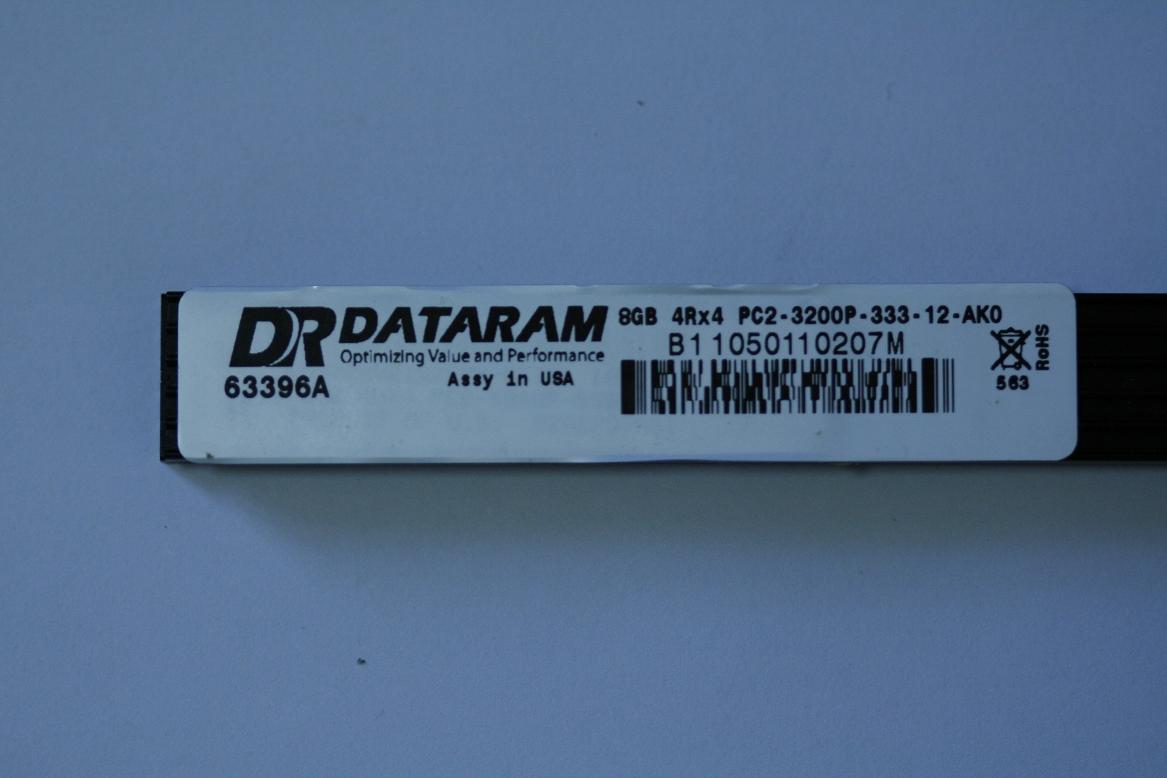 DR DATARAM
Optimizing Value and Performance
63396A
Assy in USA
8GB 4Rx4 PC2-3200P-333-12-AK0
B11050110207M
RoHS
563